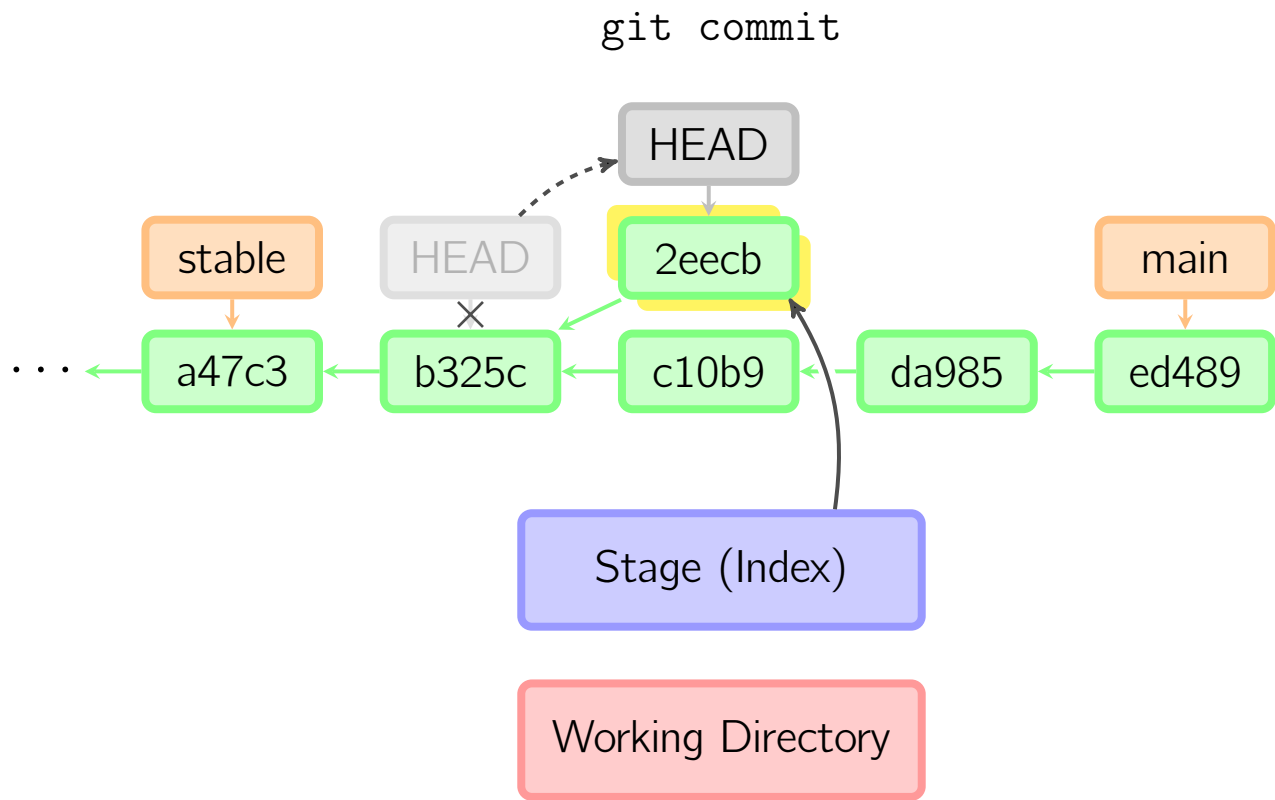 git commit
HEAD
stable
HEAD
2eecb
main
...
a47c3
b325c
c10b9
da985
ed489
Stage (Index)
Working Directory